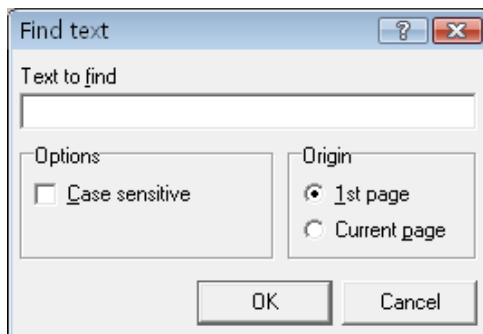 Find text
Text to find
Options
Case sensitive
Origin
1st page
Current page
OK
Cancel